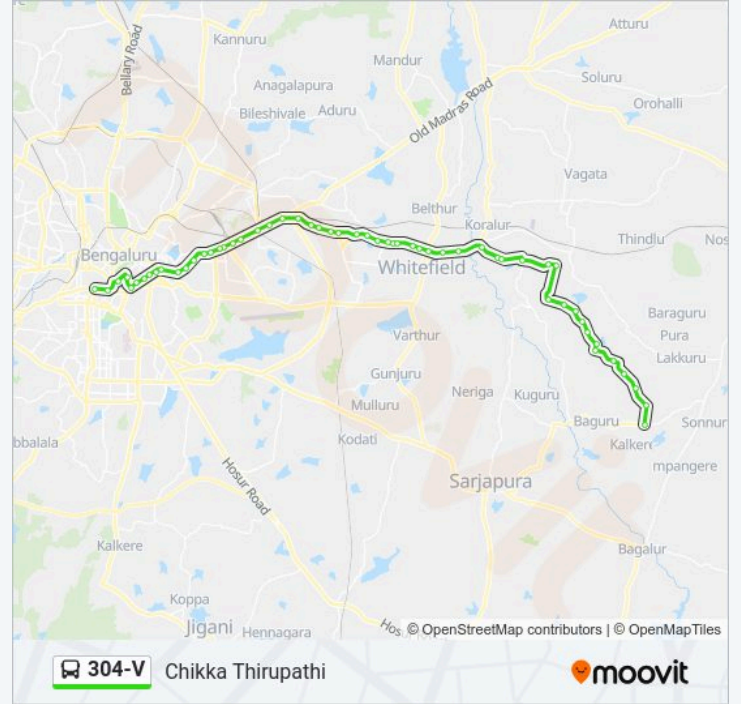 Atturu
Kannuru
Mandur
Bellary Road
Soluru
Anagalapura
Orohalli
Bileshivale Aduru
Old Madras Road
Vagata
Belthur
Koralur
Bengaluru
Thindlu Nos
Whitefield
Baraguru
Varthur
Pura
Lakkuru
Gunjuru
Neriga Kuguru
Mulluru
Baguru Sonnur
Kodati
bbalala
Kalkere
mpangere
Hosur Road
Sarjapura
Kalkere
Bagalur
Koppa
Jigani Hennagara
Hosur Ro
© OpenStreetMap contributors | © OpenMapTiles
304-V Chikka Thirupathi
moovit